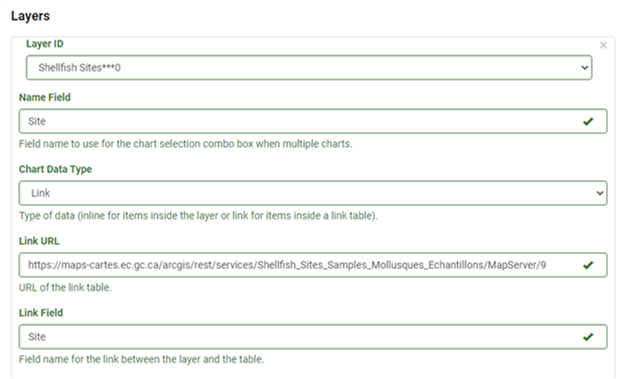 Layers
Layer ID
×
Shellfish Sites***0
Name Field
Site
Field name to use for the chart selection combo box when multiple charts.
Chart Data Type
Link
Type of data (inline for items inside the layer or link for items inside a link table).
Link URL
https://maps-cartes.ec.gc.ca/arcgis/rest/services/Shellfish_Sites_Samples_Mollusques_Echantillons/MapServer/9
URL of the link table.
Link Field
Site
Field name for the link between the layer and the table.